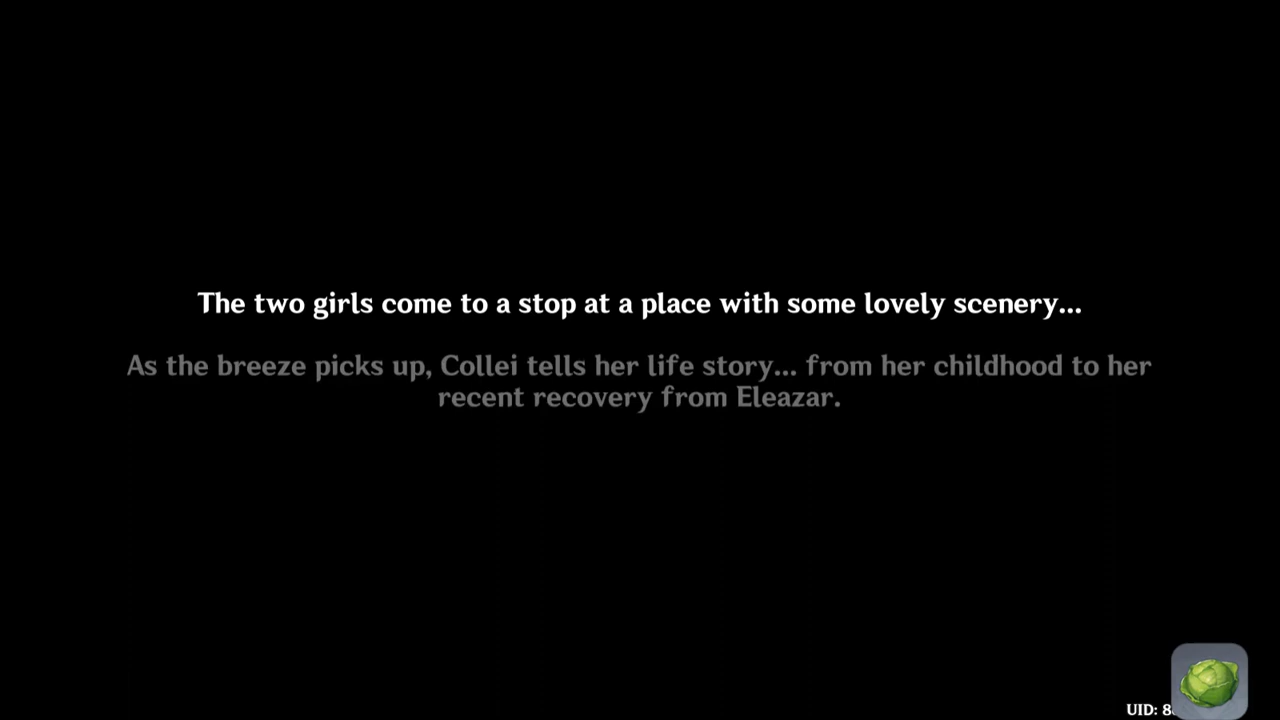 The two girls come to a stop at a place with some lovely scenery...
As the breeze picks up, Collei tells her life story... from her childhood to her
recent recovery from Eleazar.
UID: 8